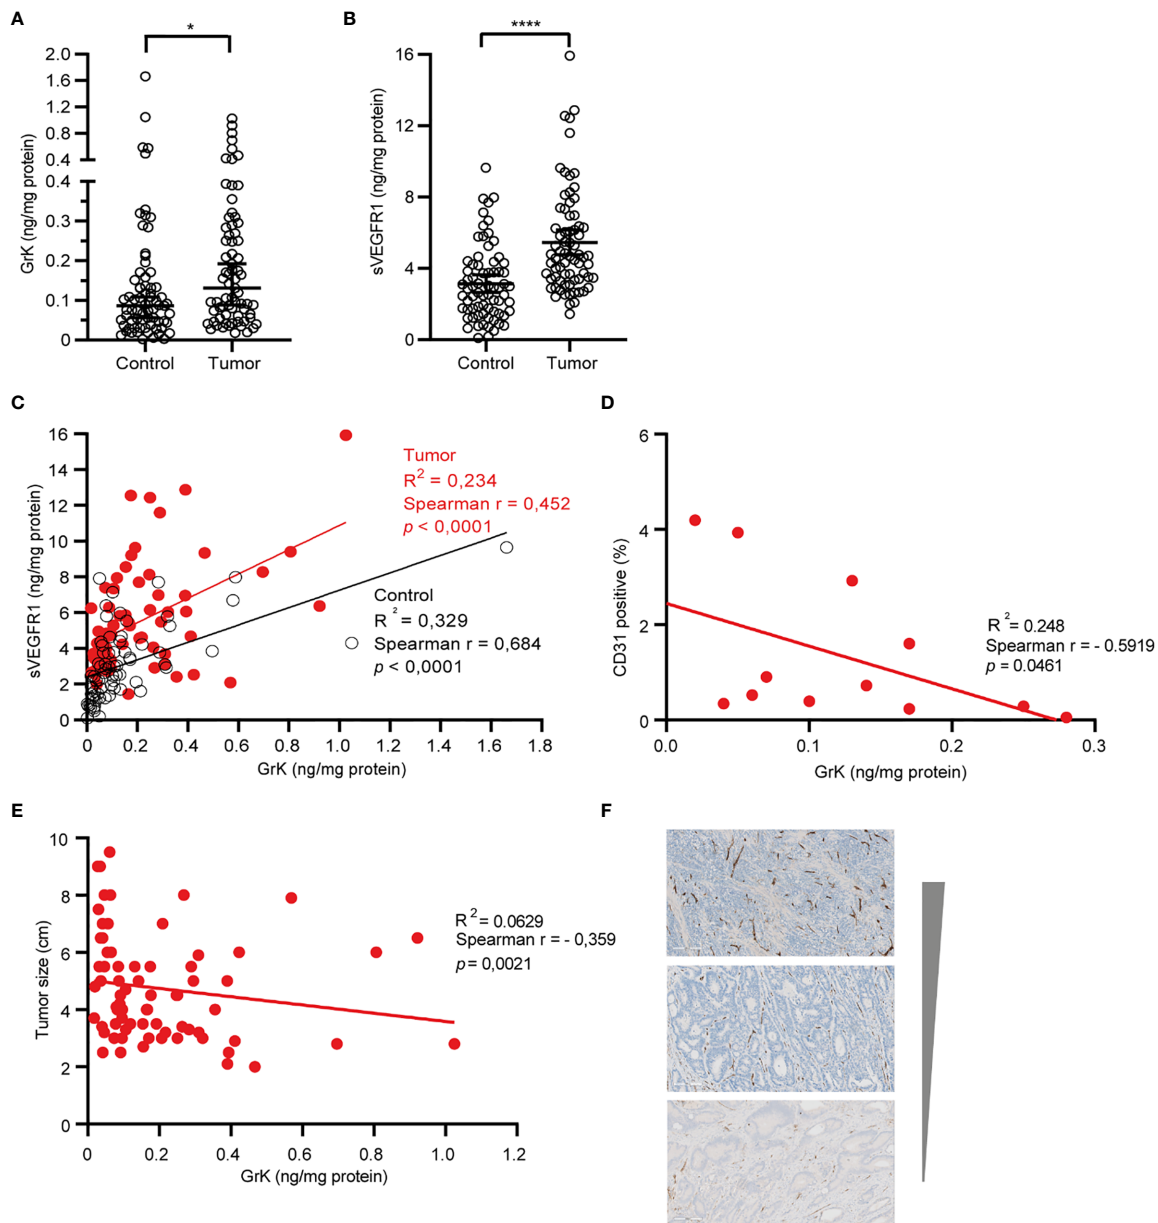 A
*
GrK (ng/mg protein)
2.0
1.6
1.2
0.8
0.4
0.4
0.3
0.2
0.1
0
Control
Tumor
B
****
sVEGFR1 (ng/mg protein)
16
12
8
4
0
Control
Tumor
C
sVEGFR1 (ng/mg protein)
16
14
12
10
8
6
4
2
0
Tumor
R² = 0,234
Spearman r = 0,452
p < 0,0001
Control
R² = 0,329
Spearman r = 0,684
p < 0,0001
0 0.2 0.4 0.6 0.8 1.0 1.2 1.4 1.6 1.8
GrK (ng/mg protein)
D
CD31 positive (%)
6
4
2
0
R² = 0.248
Spearman r = - 0.5919
p = 0.0461
0.0 0.1 0.2 0.3
GrK (ng/mg protein)
E
Tumor size (cm)
10
8
6
4
2
0
R² = 0.0629
Spearman r = - 0,359
p = 0,0021
0 0.2 0.4 0.6 0.8 1.0 1.2
GrK (ng/mg protein)
F